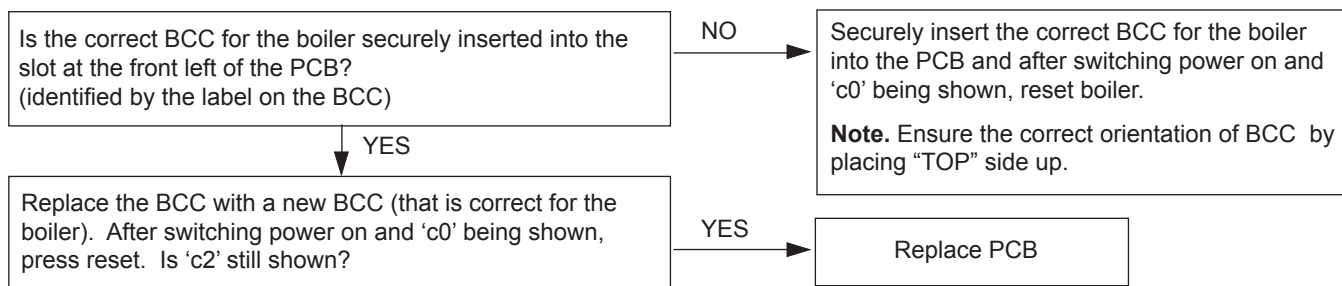 Is the correct BCC for the boiler securely inserted into the
slot at the front left of the PCB?
(identified by the label on the BCC)
NO
Securely insert the correct BCC for the boiler
into the PCB and after switching power on and
‘c0’ being shown, reset boiler.
Note. Ensure the correct orientation of BCC by
placing “TOP” side up.
YES
Replace the BCC with a new BCC (that is correct for the
boiler). After switching power on and ‘c0’ being shown,
press reset. Is ‘c2’ still shown?
YES
Replace PCB